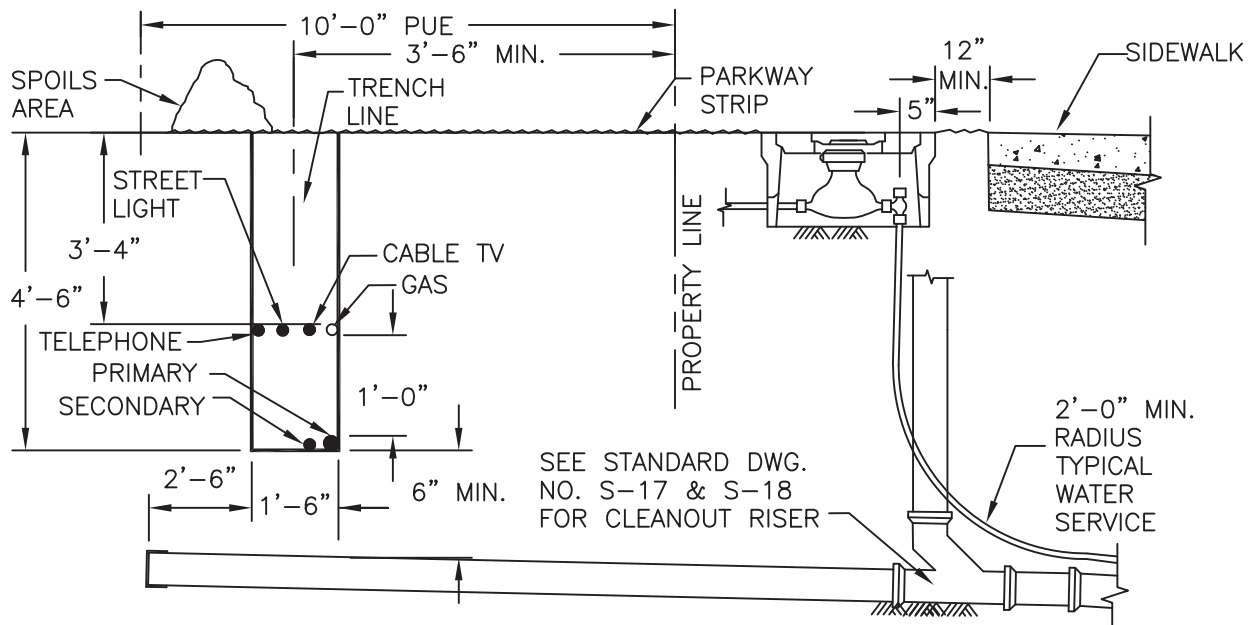 10'-0" PUE
3'-6" MIN.
12"
MIN.
SIDEWALK
SPOILS
AREA
TRENCH
LINE
PARKWAY
STRIP
5"
STREET
LIGHT
3'-4"
CABLE TV
GAS
4'-6"
TELEPHONE
PRIMARY
SECONDARY
1'-0"
PROPERTY LINE
2'-6"
1'-6"
6" MIN.
SEE STANDARD DWG.
NO. S-17 & S-18
FOR CLEANOUT RISER
2'-0" MIN.
RADIUS
TYPICAL
WATER
SERVICE